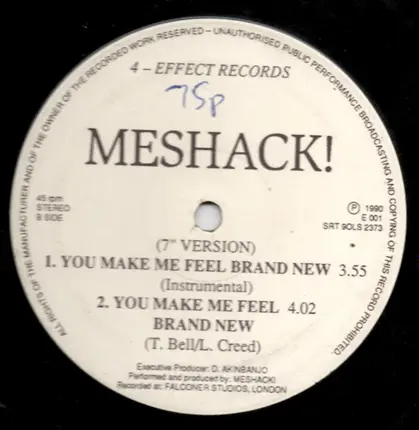 ALL RIGHTS OF THE MANUFACTURER AND OF THE OWNER OF THE RECORDED WORK RESERVED – UNAUTHORISED PUBLIC PERFORMANCE BROADCASTING AND COPYING OF THIS RECORD PROHIBITED.
4 – EFFECT RECORDS
75p
MESHACK!
45 rpm
STEREO
B SIDE
Ⓟ 1990
E 001
SRT 9OLS 2373
(7" VERSION)
1. YOU MAKE ME FEEL BRAND NEW 3.55
(Instrumental)
2. YOU MAKE ME FEEL 4.02
BRAND NEW
(T. Bell/L. Creed)
Executive Producer: D. AKINBANJO
Performed and produced by: MESHACK!
Recorded at: FALCONER STUDIOS, LONDON